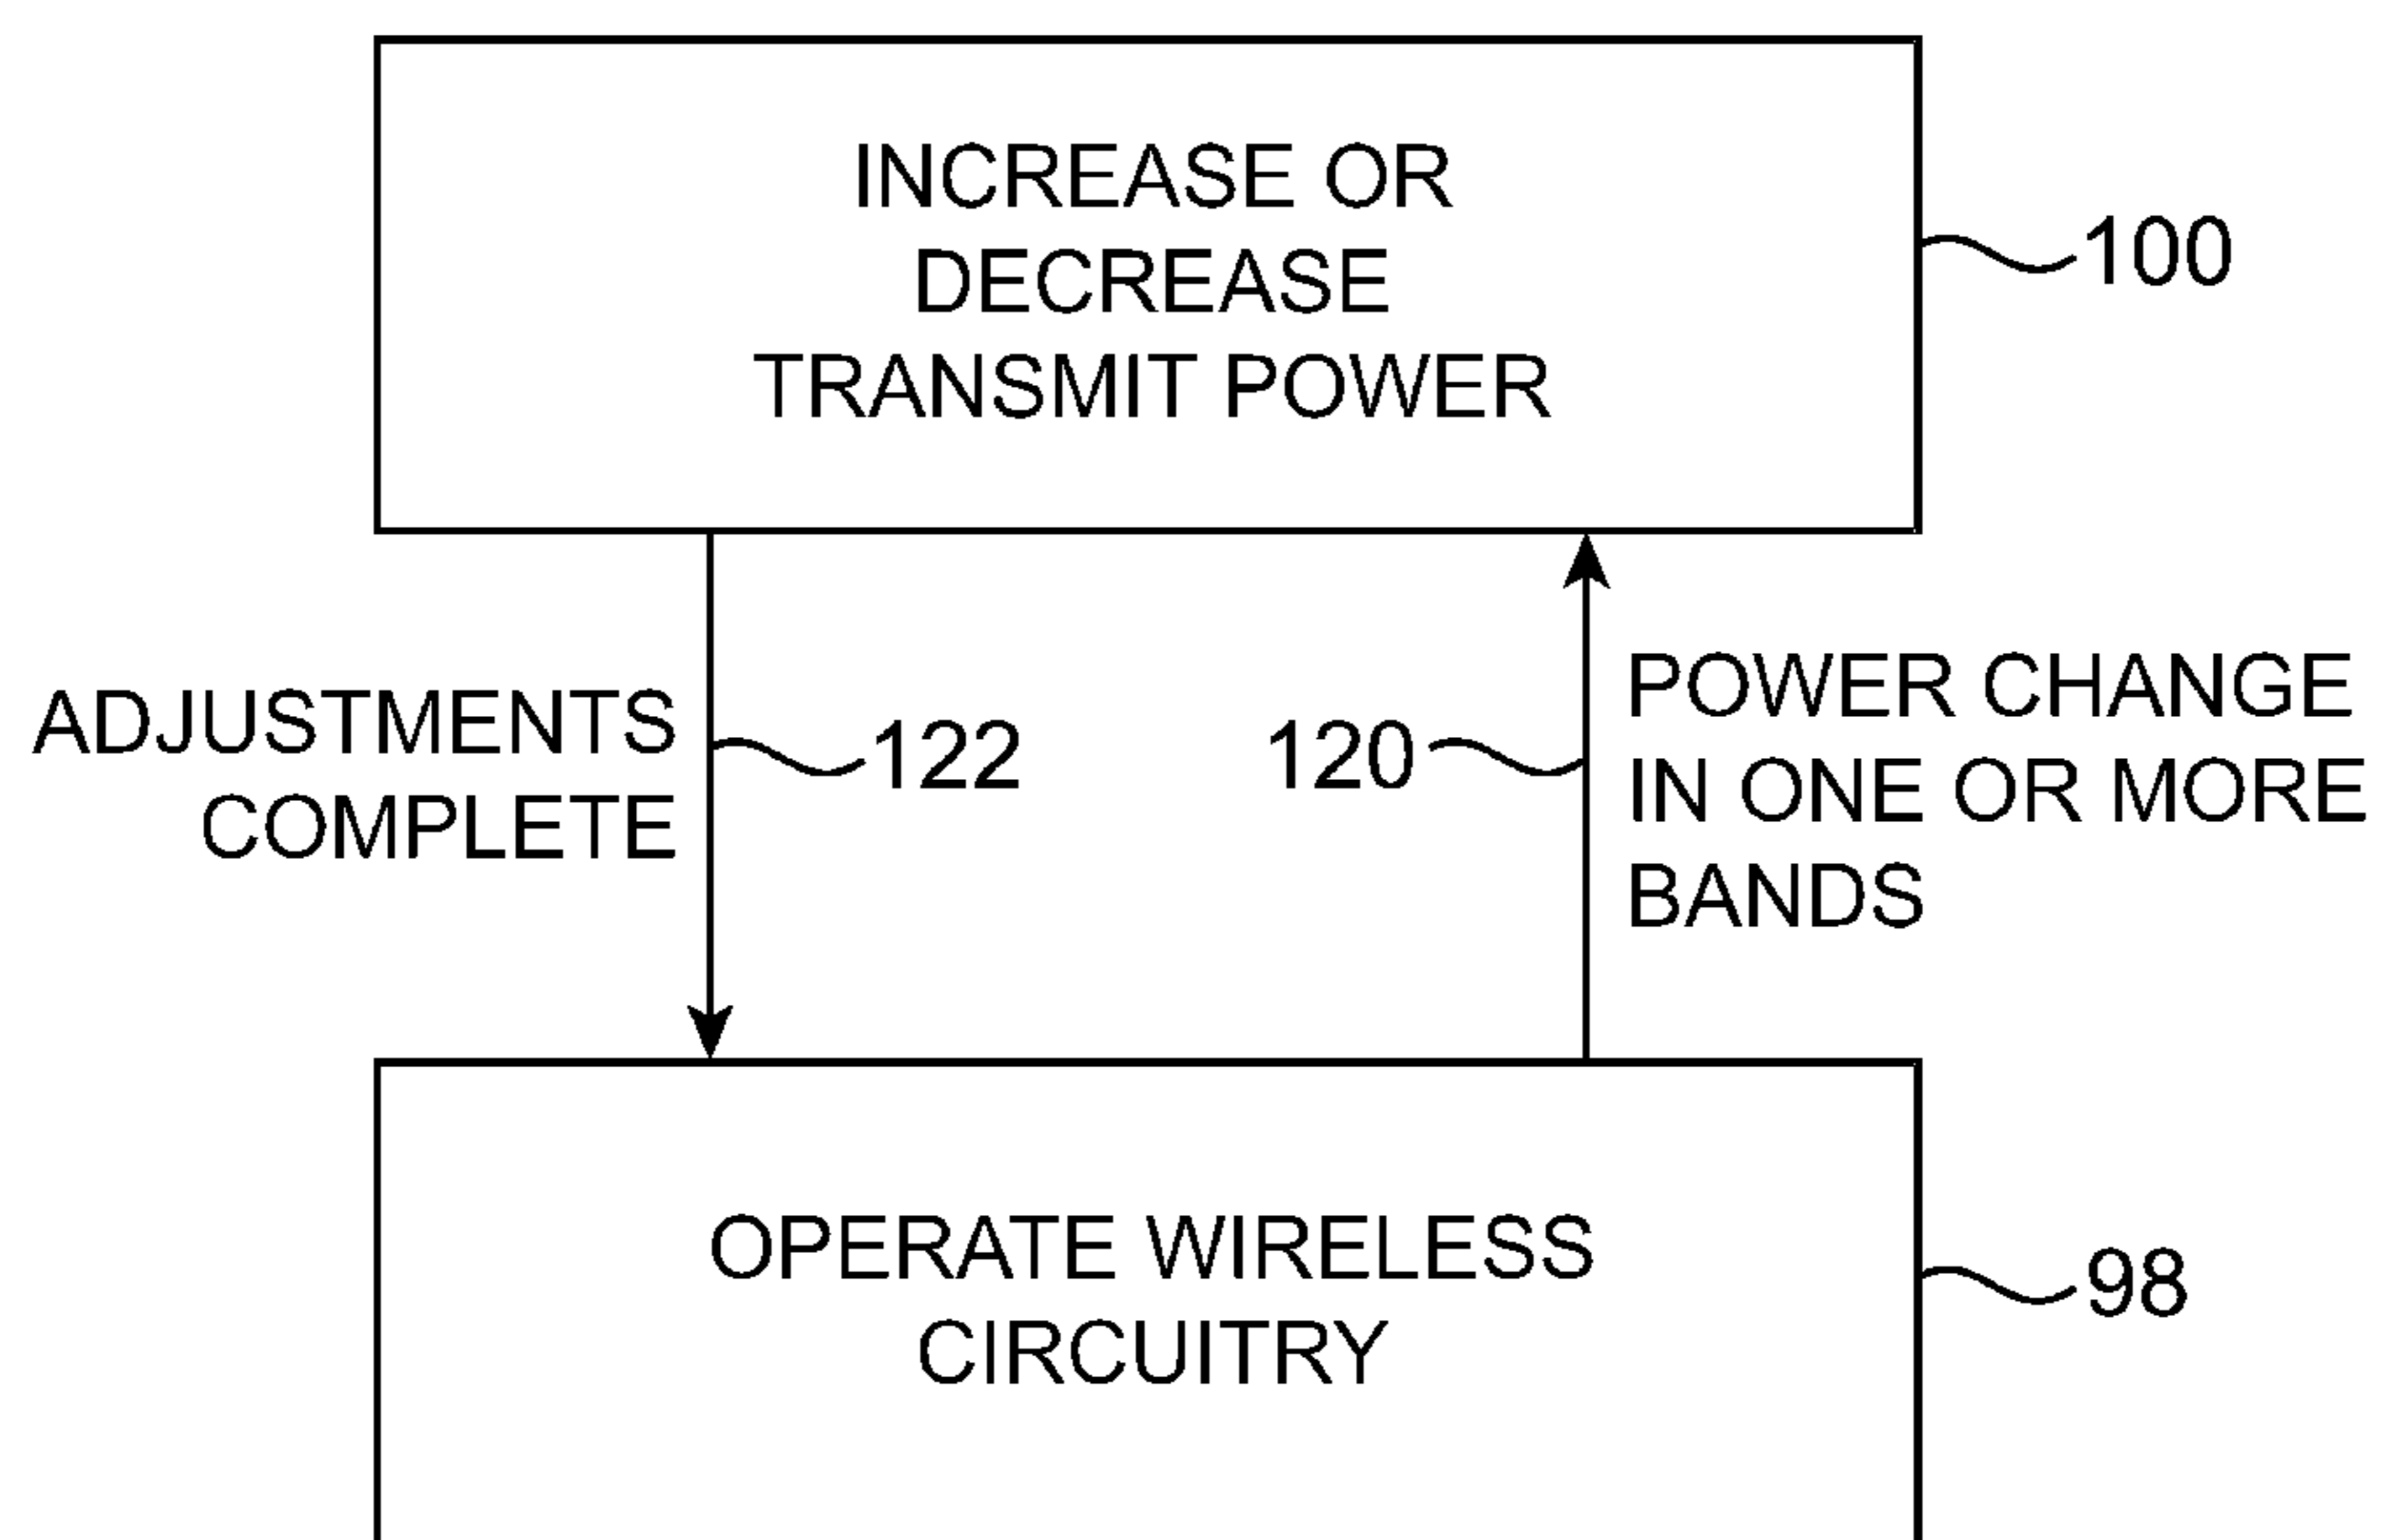 INCREASE OR
DECREASE
TRANSMIT POWER
100
ADJUSTMENTS
COMPLETE
122
120
POWER CHANGE
IN ONE OR MORE
BANDS
OPERATE WIRELESS
CIRCUITRY
98